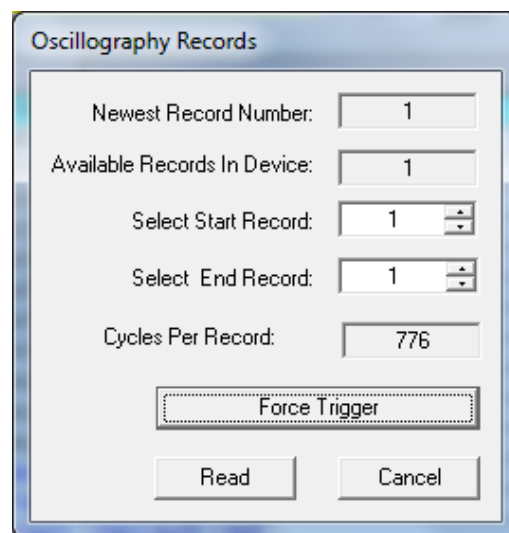 Oscillography Records
Newest Record Number: 1
Available Records In Device: 1
Select Start Record: 1
Select End Record: 1
Cycles Per Record: 776
Force Trigger
Read Cancel